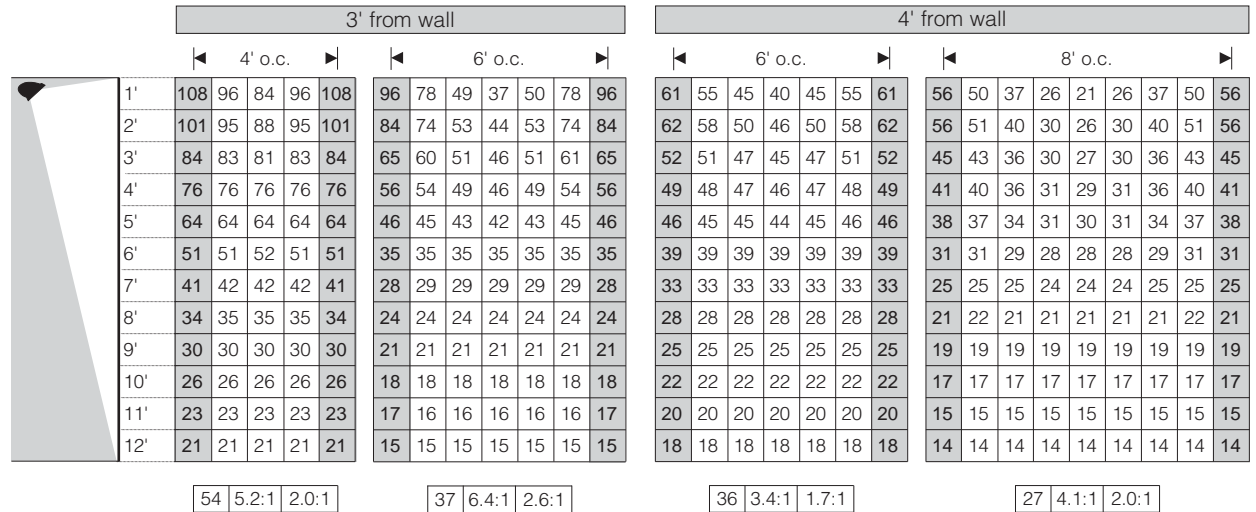 3' from wall 4' from wall
4' o.c. 6' o.c. 6' o.c. 8' o.c.
1' 108 96 84 96 108 96 78 49 37 50 78 96 61 55 45 40 45 55 61 56 50 37 26 21 26 37 50 56
2' 101 95 88 95 101 84 74 53 44 53 74 84 62 58 50 46 50 58 62 56 51 40 30 26 30 40 51 56
3' 84 83 81 83 84 65 60 51 46 51 61 65 52 51 47 45 47 51 52 45 43 36 30 27 30 36 43 45
4' 76 76 76 76 76 56 54 49 46 49 54 56 49 48 47 46 47 48 49 41 40 36 31 29 31 36 40 41
5' 64 64 64 64 64 46 45 43 42 43 45 46 46 45 45 44 45 46 46 38 37 34 31 30 31 34 37 38
6' 51 51 52 51 51 35 35 35 35 35 35 35 39 39 39 39 39 39 39 31 31 29 28 28 28 29 31 31
7' 41 42 42 42 41 28 29 29 29 29 29 28 33 33 33 33 33 33 33 25 25 25 24 24 24 25 25 25
8' 34 35 35 35 34 24 24 24 24 24 24 24 28 28 28 28 28 28 28 21 22 21 21 21 21 21 22 21
9' 30 30 30 30 30 21 21 21 21 21 21 21 25 25 25 25 25 25 25 19 19 19 19 19 19 19 19 19
10' 26 26 26 26 26 18 18 18 18 18 18 18 22 22 22 22 22 22 22 17 17 17 17 17 17 17 17 17
11' 23 23 23 23 23 17 16 16 16 16 16 17 20 20 20 20 20 20 20 15 15 15 15 15 15 15 15 15
12' 21 21 21 21 21 15 15 15 15 15 15 15 18 18 18 18 18 18 18 14 14 14 14 14 14 14 14 14
54 5.2:1 2.0:1 37 6.4:1 2.6:1 36 3.4:1 1.7:1 27 4.1:1 2.0:1